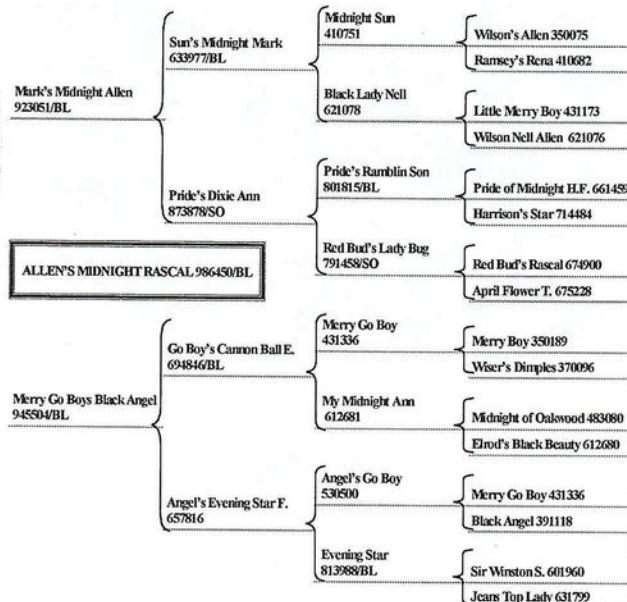 Midnight Sun
410751
Wilson's Allen 350075
Ramsey's Rena 410682
Sun's Midnight Mark
633977/BL
Black Lady Nell
621078
Little Merry Boy 431173
Wilson Nell Allen 621076
Mark's Midnight Allen
923051/BL
Pride's Ramblin Son
801815/BL
Pride of Midnight H.F. 661459
Harrison's Star 714484
Pride's Dixie Ann
873878/SO
Red Bud's Lady Bug
791458/SO
Red Bud's Rascal 674900
April Flower T. 675228
ALLEN'S MIDNIGHT RASCAL 986450/BL
Merry Go Boy
431336
Merry Boy 350189
Wiser's Dimples 370096
Go Boy's Cannon Ball E.
694846/BL
My Midnight Ann
612681
Midnight of Oakwood 483080
Elrod's Black Beauty 612680
Merry Go Boys Black Angel
945504/BL
Angel's Go Boy
530500
Merry Go Boy 431336
Black Angel 391118
Angel's Evening Star F.
657816
Evening Star
813988/BL
Sir Winston S. 601960
Jeans Top Lady 631799